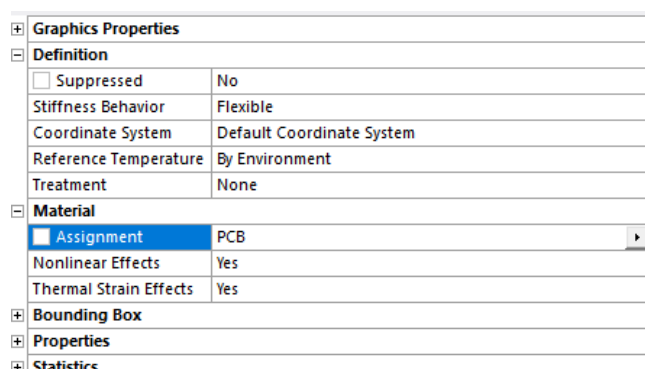 Graphics Properties
Definition
Suppressed No
Stiffness Behavior Flexible
Coordinate System Default Coordinate System
Reference Temperature By Environment
Treatment None
Material
Assignment PCB
Nonlinear Effects Yes
Thermal Strain Effects Yes
Bounding Box
Properties
Statistics